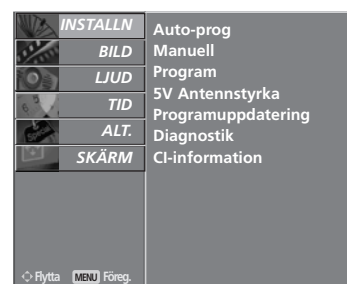 INSTALLN
BILD
LJUD
TID
ALT.
SKÄRM
Auto-prog
Manuell
Program
5V Antennstyrka
Programuppdatering
Diagnostik
CI-information
Flytta MENU Föreg.